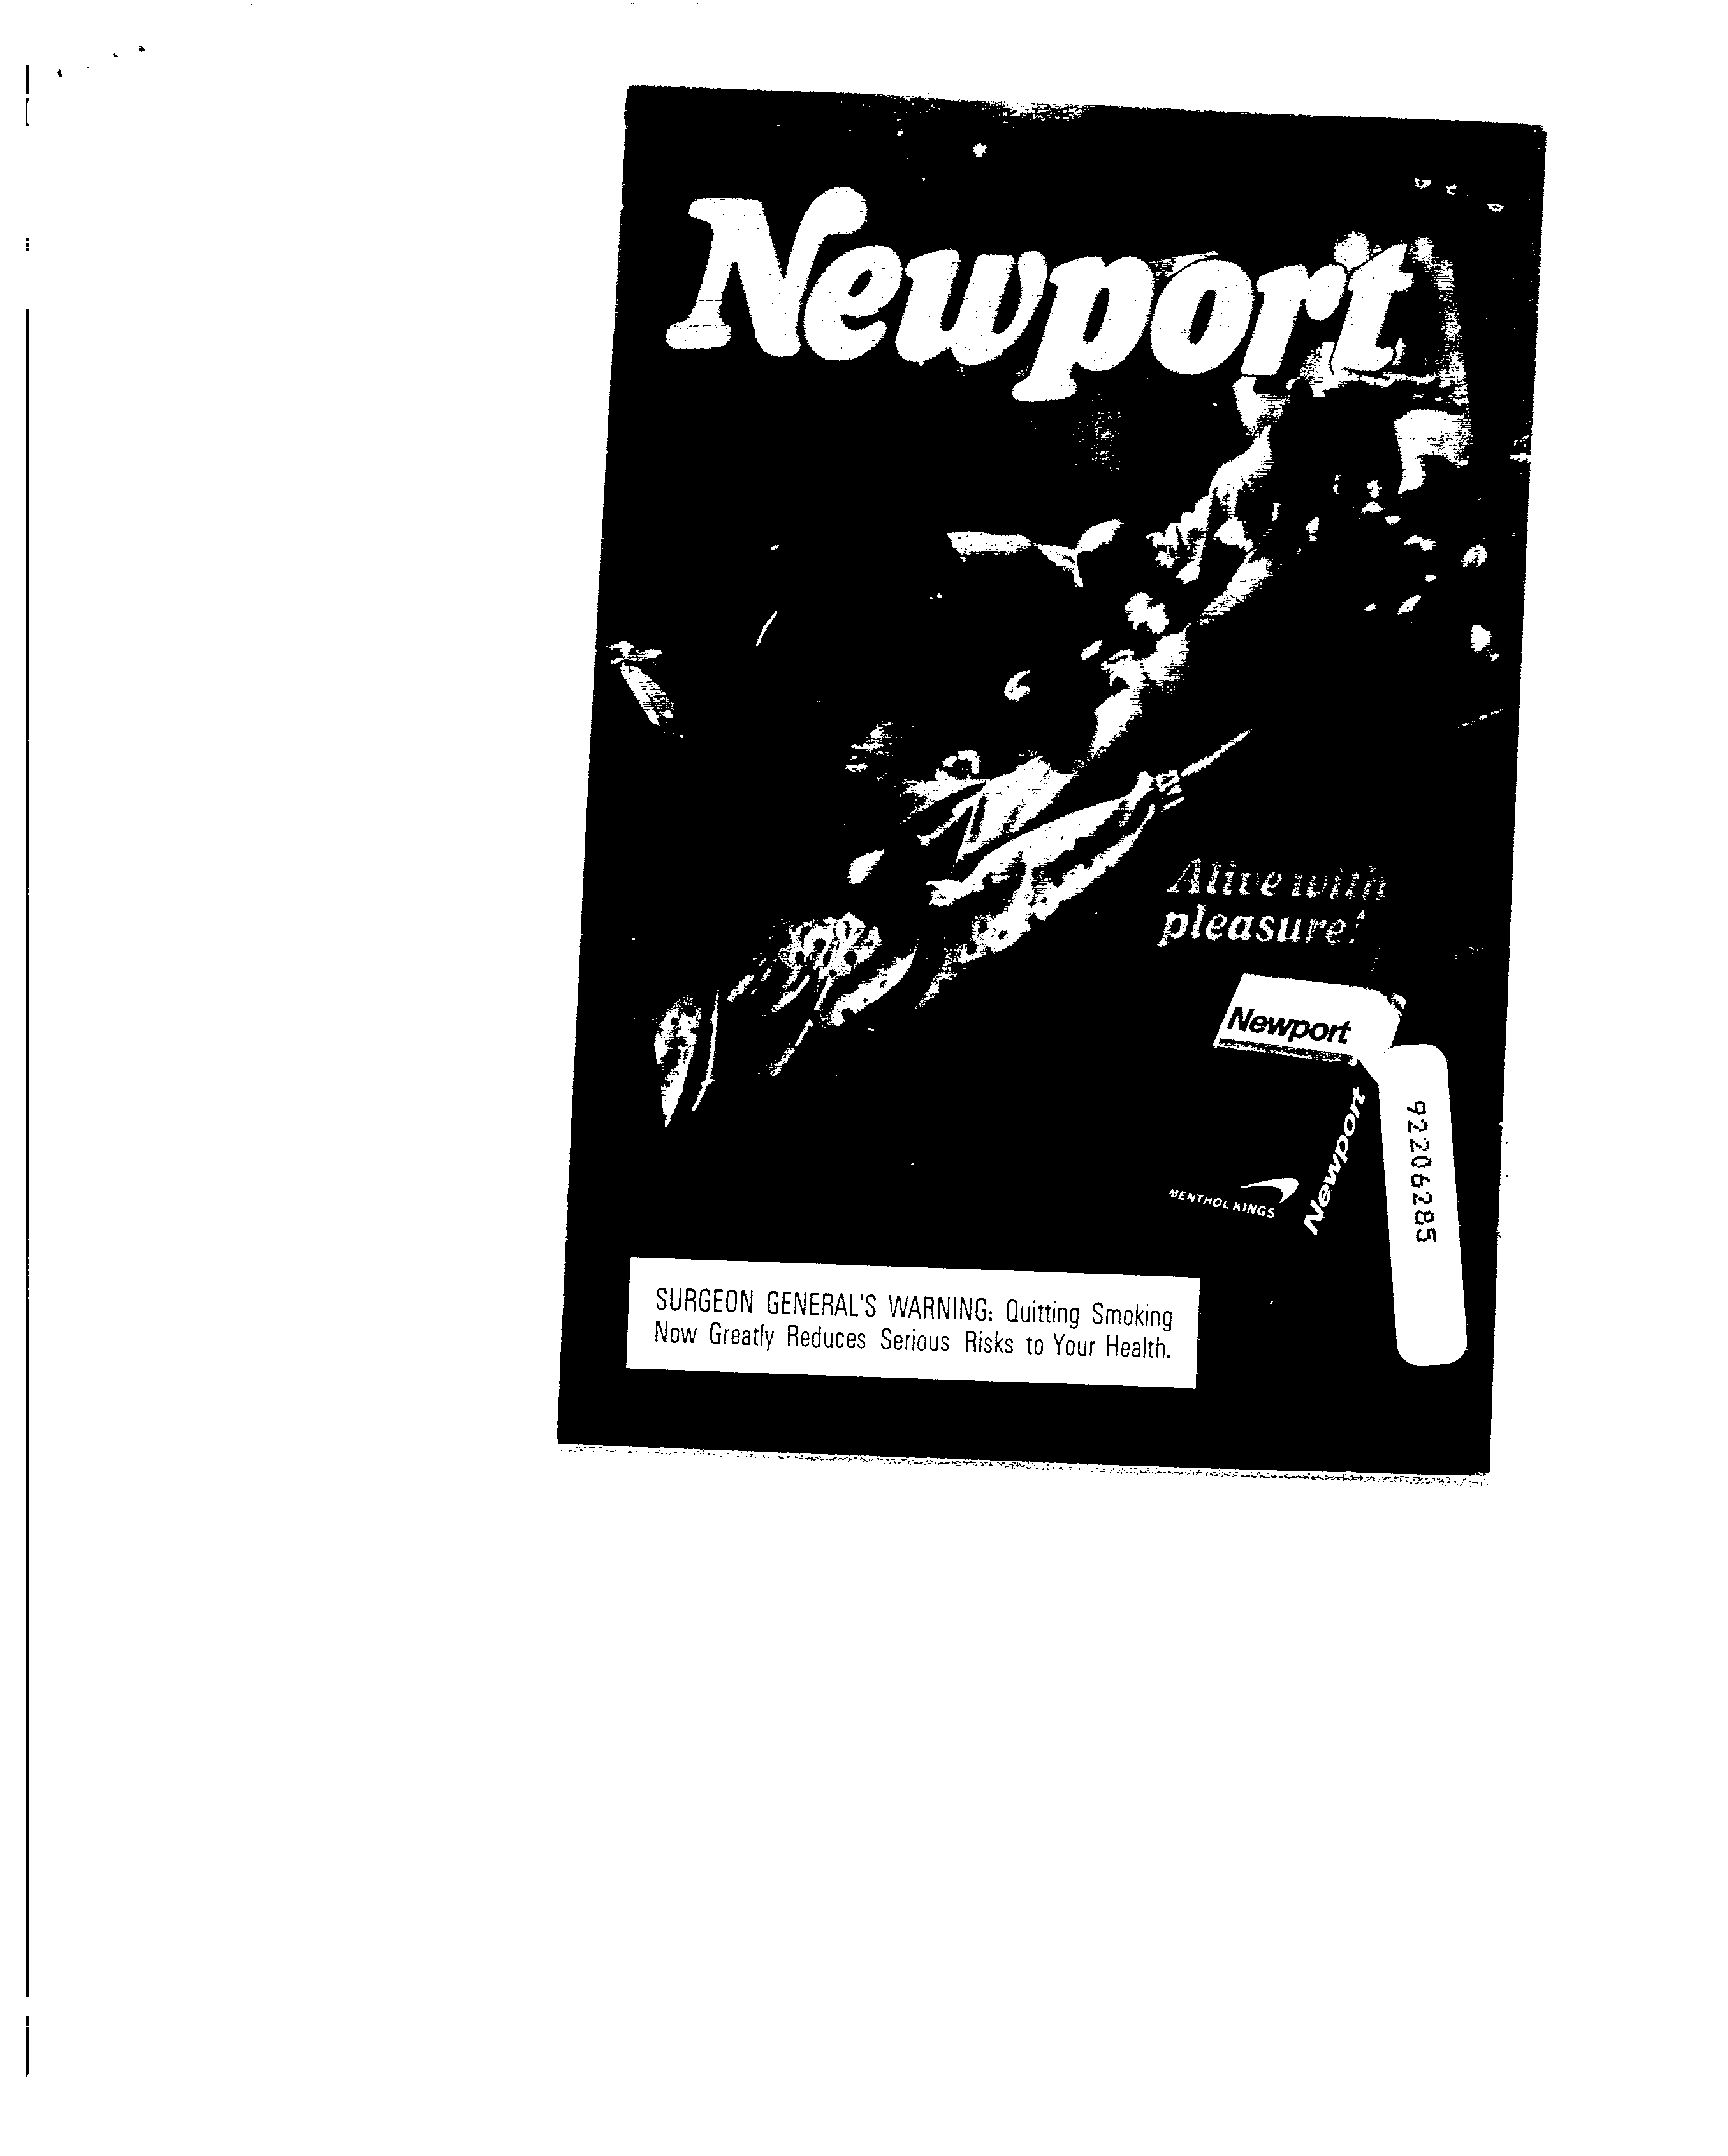 Newport
Alive with
pleasure!
Newport
Newport
MENTHOL KINGS
92206285
SURGEON GENERAL'S WARNING: Quitting Smoking
Now Greatly Reduces Serious Risks to Your Health.